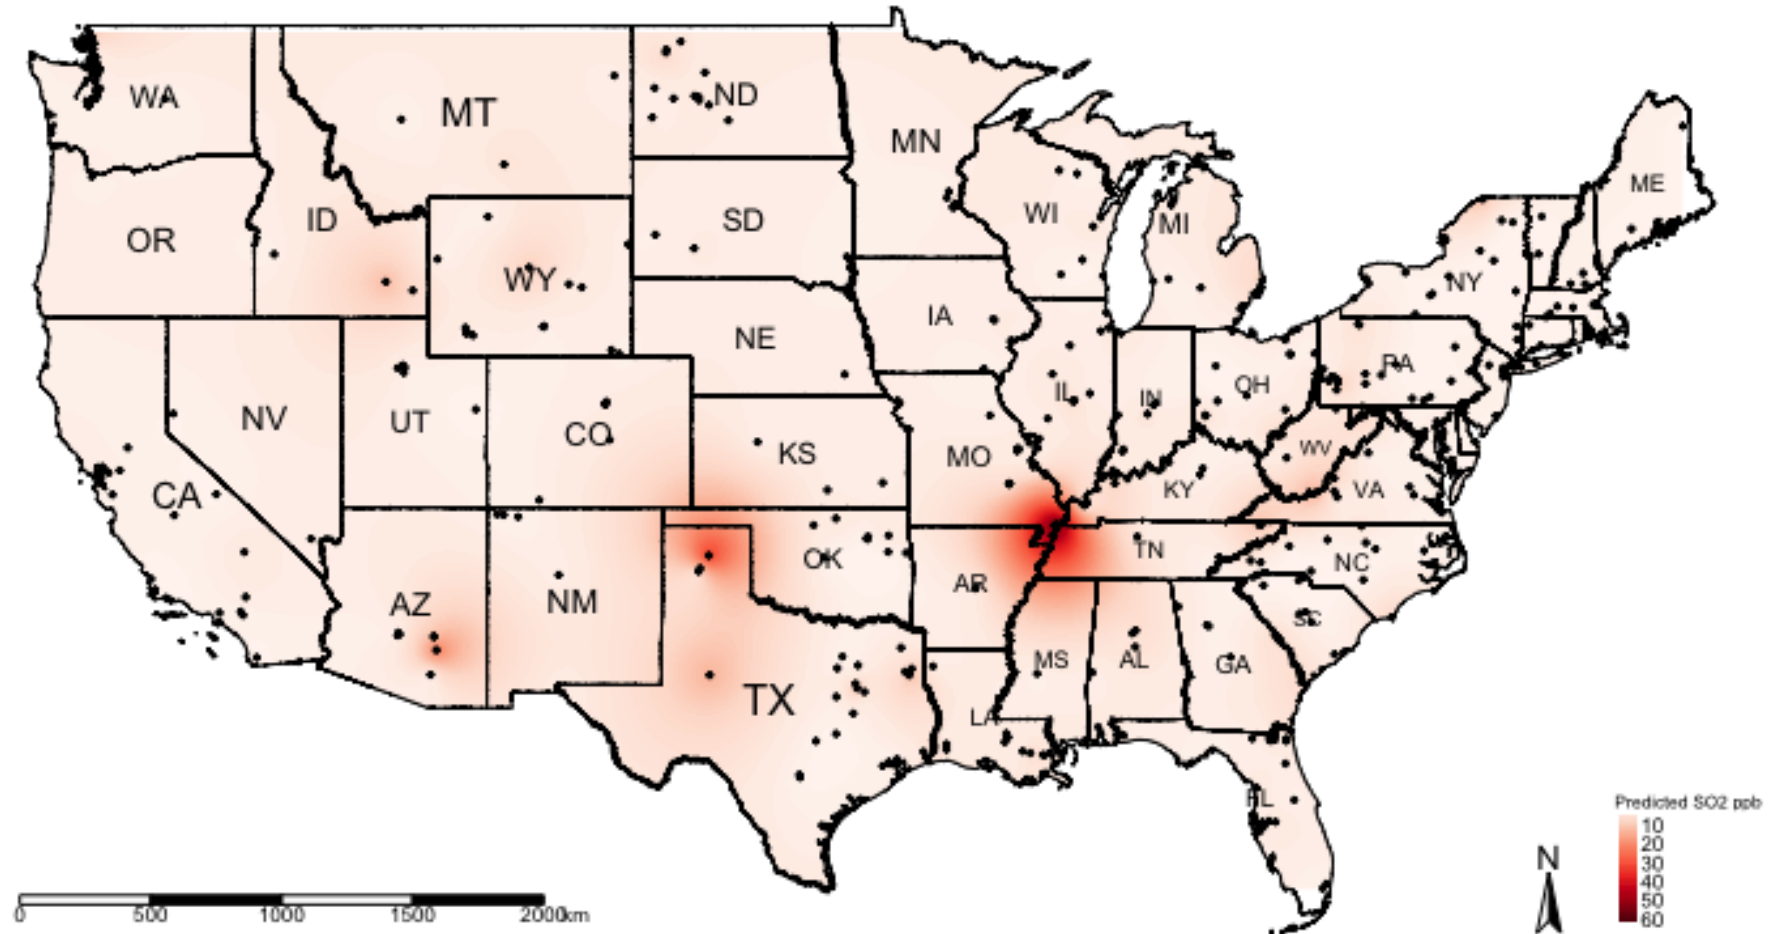 WA
MT
ND
MN
ME
OR
ID
SD
WI
MI
WY
NY
NE
IA
NV
UT
CO
KS
MO
IL
IN
OH
PA
WV
CA
KY
VA
AZ
NM
OK
AR
TN
NC
SC
TX
MS
AL
GA
LA
FL
Predicted SO2 ppb
10
20
30
40
50
60
N
0 500 1000 1500 2000km